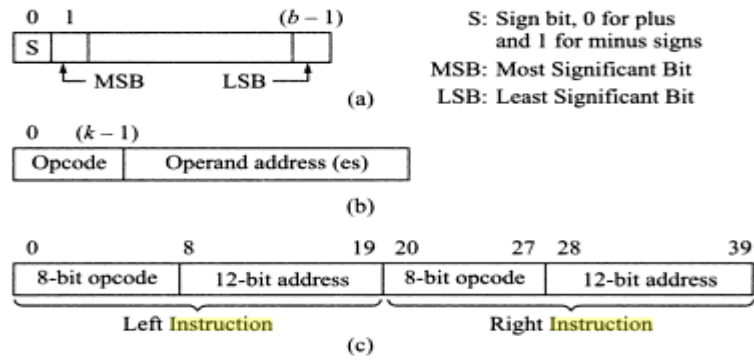 0 1 (b – 1)
S
MSB LSB
(a)
S: Sign bit, 0 for plus
and 1 for minus signs
MSB: Most Significant Bit
LSB: Least Significant Bit
0 (k – 1)
Opcode Operand address (es)
(b)
0 8 19 20 27 28 39
8-bit opcode 12-bit address 8-bit opcode 12-bit address
Left Instruction Right Instruction
(c)